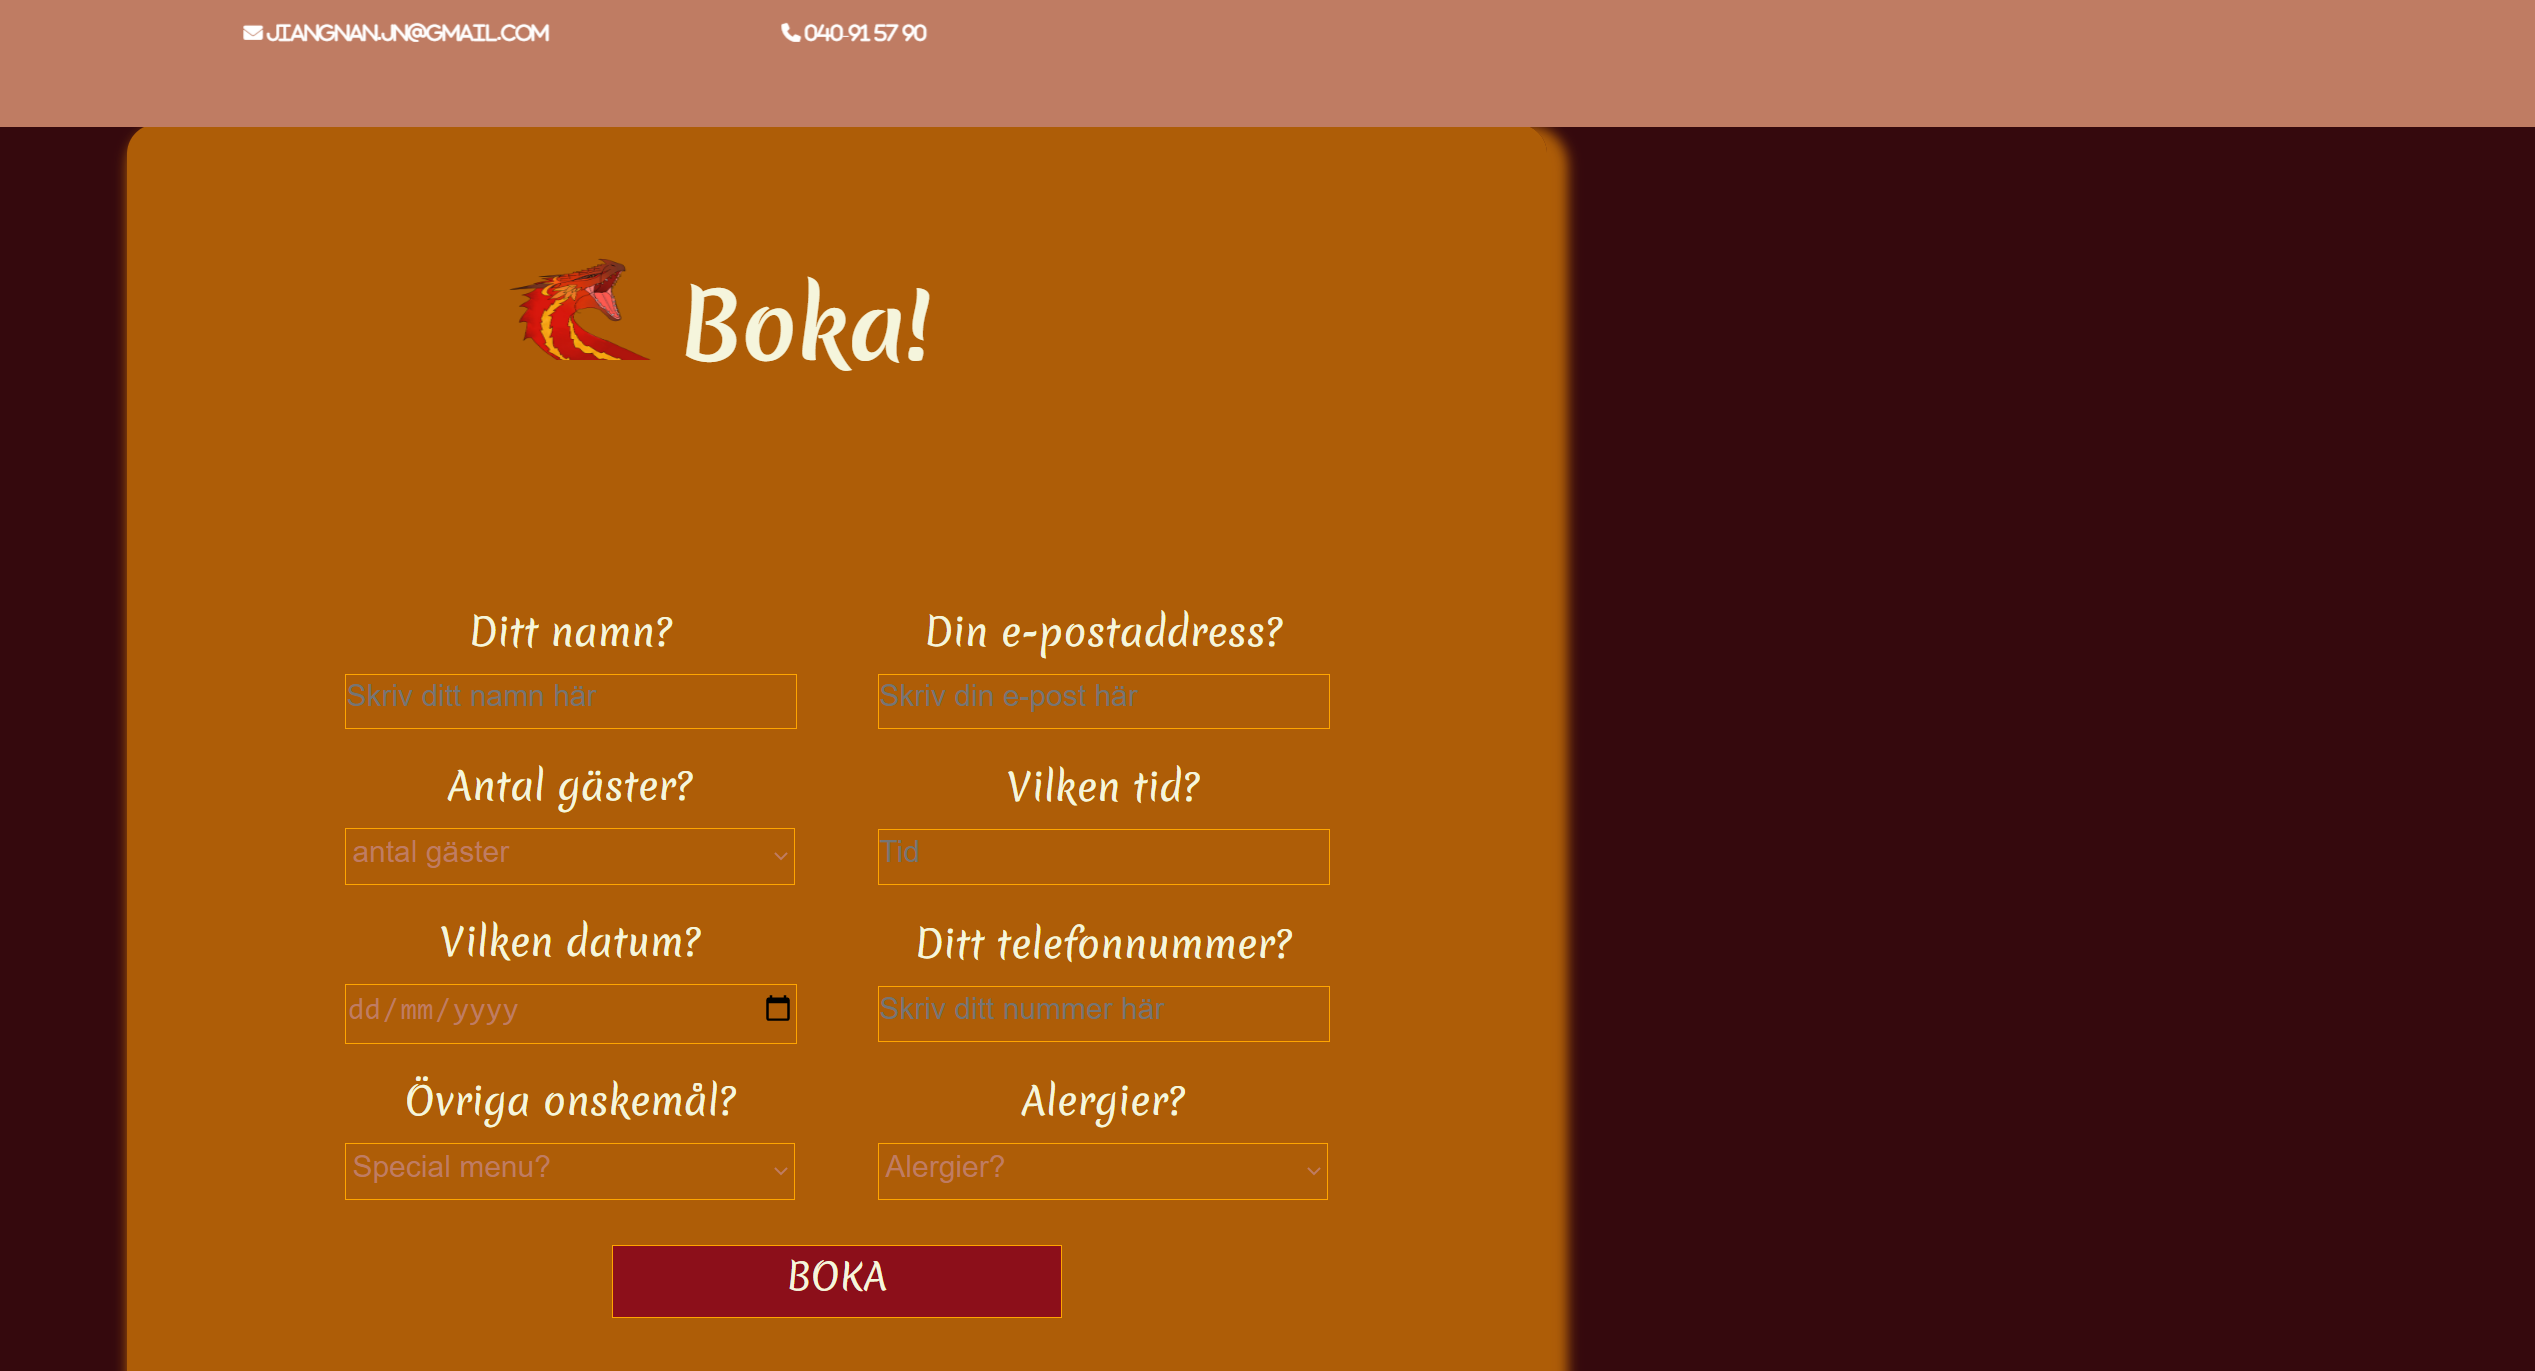 JIANGNAN.JN@GMAIL.COM
040-91 57 90
Boka!
Ditt namn?
Din e-postaddress?
Skriv ditt namn här
Skriv din e-post här
Antal gäster?
Vilken tid?
antal gäster
Tid
Vilken datum?
Ditt telefonnummer?
dd/mm/yyyy
Skriv ditt nummer här
Övriga onskemål?
Alergier?
Special menu?
Alergier?
BOKA